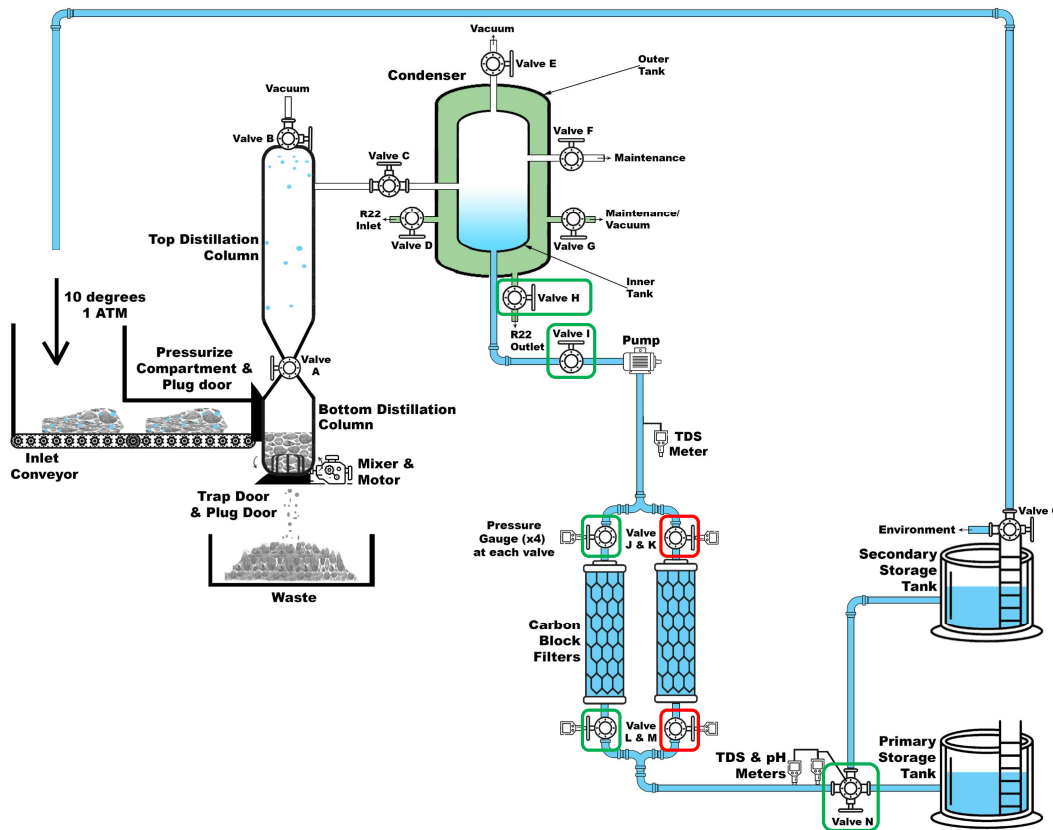 Vacuum
Valve E
Outer
Tank
Condenser
Vacuum
Valve B
Valve C
Valve F
Maintenance
R22
Inlet
Valve D
Maintenance/
Vacuum
Valve G
Top Distillation
Column
Inner
Tank
Valve H
R22
Outlet
Valve I
Pump
10 degrees
1 ATM
Pressurize
Compartment &
Plug door
Valve
A
Bottom Distillation
Column
Inlet
Conveyor
Mixer &
Motor
Trap Door
& Plug Door
Waste
TDS
Meter
Pressure
Gauge (x4)
at each valve
Valve
J & K
Carbon
Block
Filters
Valve
L & M
Environment
Secondary
Storage
Tank
TDS & pH
Meters
Valve N
Primary
Storage
Tank